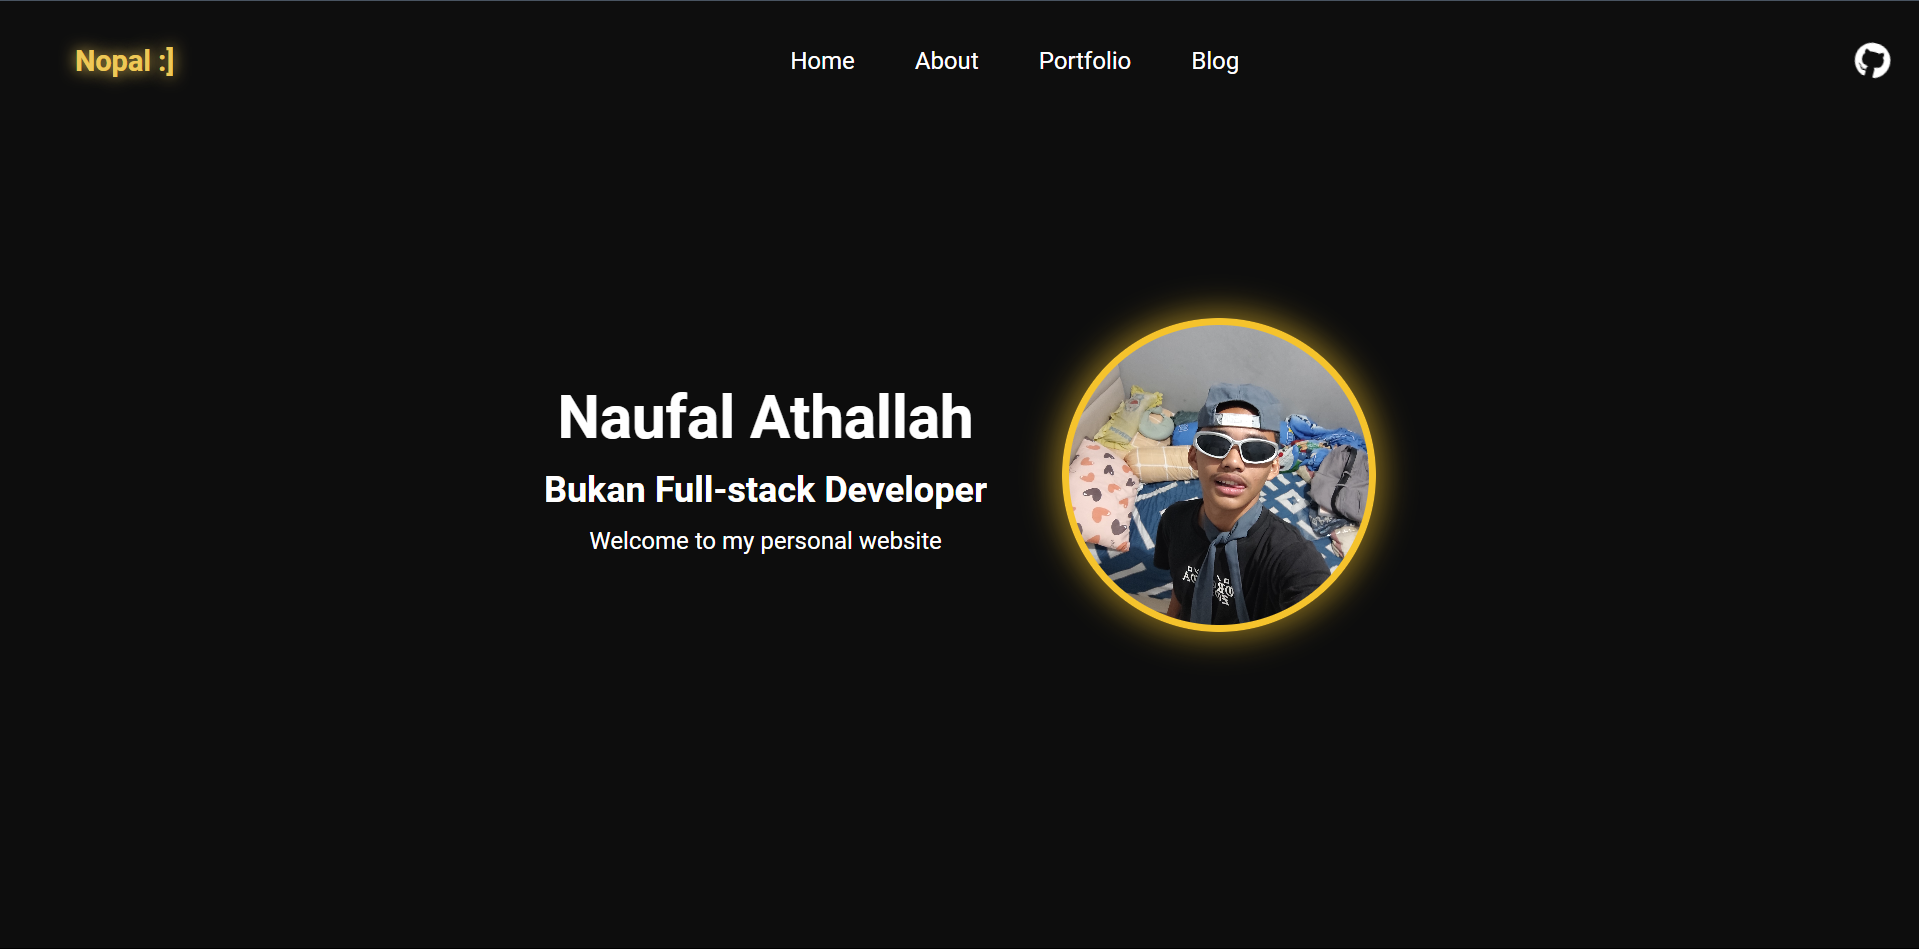 Nopal :]
Home
About
Portfolio
Blog
Naufal Athallah
Bukan Full-stack Developer
Welcome to my personal website